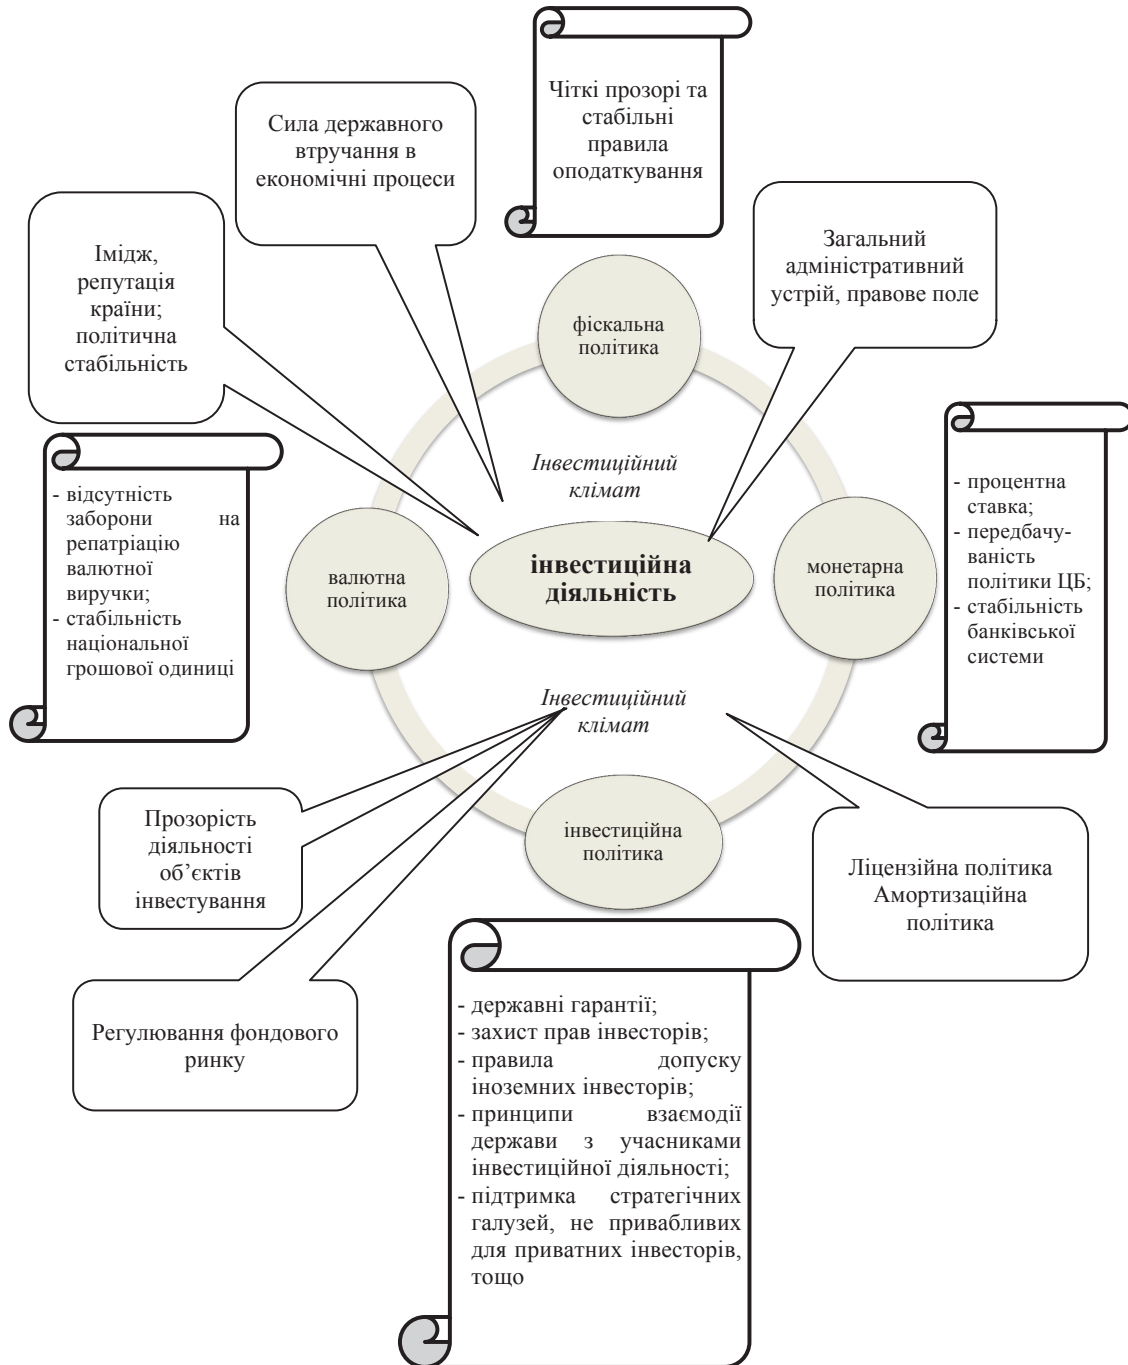 Чіткі прозорі та
стабільні
правила
оподаткування
Сила державного
втручання в
економічні процеси
Імідж,
репутація
країни;
політична
стабільність
Загальний
адміністративний
устрій, правове поле
фіскальна
політика
Інвестиційний
клімат
- відсутність
заборони на
репатріацію
валютної
виручки;
- стабільність
національної
грошової одиниці
валютна
політика
інвестиційна
діяльність
монетарна
політика
- процентна
ставка;
- передбачу-
ваність
політики ЦБ;
- стабільність
банківської
системи
Інвестиційний
клімат
Прозорість
діяльності
об’єктів
інвестування
інвестиційна
політика
Ліцензійна політика
Амортизаційна
політика
Регулювання фондового
ринку
- державні гарантії;
- захист прав інвесторів;
- правила допуску
іноземних інвесторів;
- принципи взаємодії
держави з учасниками
інвестиційної діяльності;
- підтримка стратегічних
галузей, не привабливих
для приватних інвесторів,
тощо